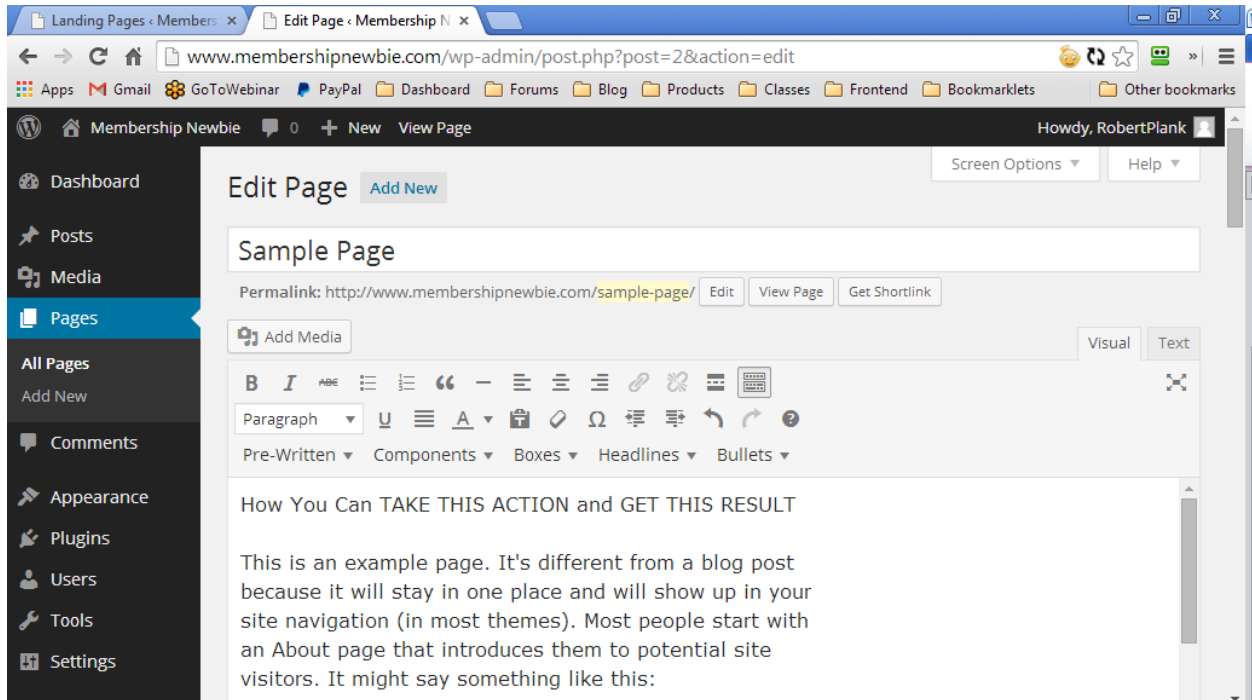 Landing Pages ‹ Members
Edit Page ‹ Membership N
www.membershipnewbie.com/wp-admin/post.php?post=2&action=edit
Apps Gmail GoToWebinar PayPal Dashboard Forums Blog Products Classes Frontend Bookmarklets Other bookmarks
Membership Newbie 0 + New View Page Howdy, RobertPlank
Screen Options Help
Dashboard
Posts
Media
Pages
All Pages
Add New
Comments
Appearance
Plugins
Users
Tools
Settings
Edit Page Add New
Sample Page
Permalink: http://www.membershipnewbie.com/sample-page/ Edit View Page Get Shortlink
Add Media
Visual Text
B I ABC
Paragraph U A Ω
Pre-Written Components Boxes Headlines Bullets
How You Can TAKE THIS ACTION and GET THIS RESULT
This is an example page. It's different from a blog post
because it will stay in one place and will show up in your
site navigation (in most themes). Most people start with
an About page that introduces them to potential site
visitors. It might say something like this: